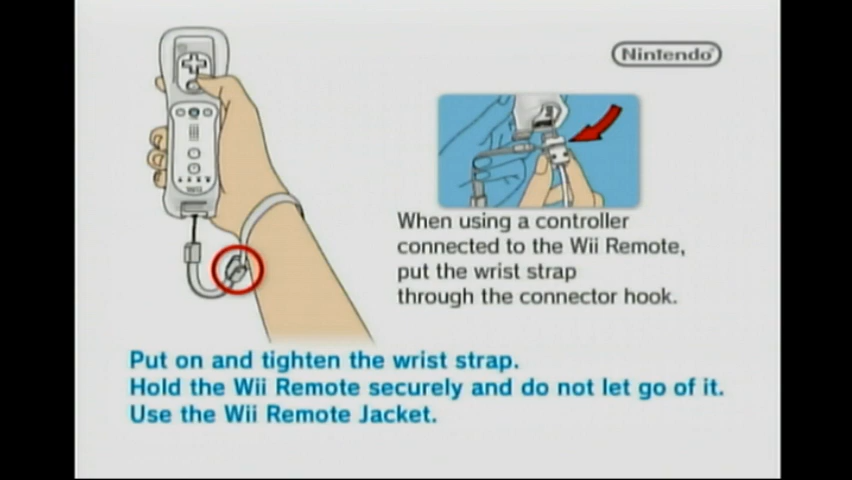 Nintendo®
When using a controller
connected to the Wii Remote,
put the wrist strap
through the connector hook.
Put on and tighten the wrist strap.
Hold the Wii Remote securely and do not let go of it.
Use the Wii Remote Jacket.